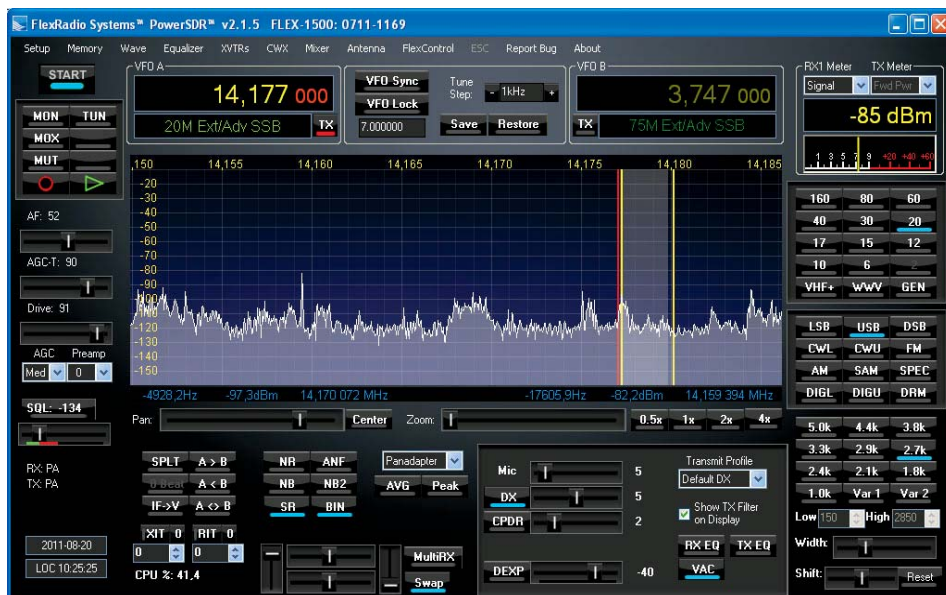 FlexRadio Systems™ PowerSDR™ v2.1.5 FLEX-1500: 0711-1169
Setup Memory Wave Equalizer XVTRs CWX Mixer Antenna FlexControl ESC Report Bug About
START
VFO A
14,177 000
20M Ext/Adv SSB TX
VFO Sync
VFO Lock
7.000000
Tune Step: - 1kHz +
Save Restore
VFO B
3,747 000
TX 75M Ext/Adv SSB
RX1 Meter TX Meter
Signal Fwd Pwr
-85 dBm
1 3 5 7 9 +20 +40 +60
MON TUN
MOX
MUT
AF: 52
AGC-T: 90
Drive: 91
AGC Preamp
Med 0
SQL: -134
RX: PA
TX: PA
2011-08-20
LOC 10:25:25
,150 14,155 14,160 14,165 14,170 14,175 14,180 14,185
-20
-30
-40
-50
-60
-70
-80
-90
-100
-110
-120
-130
-140
-150
-4928,2Hz -97,3dBm 14,170 072 MHz -17605,9Hz -82,2dBm 14,159 394 MHz
Pan: Center Zoom: 0.5x 1x 2x 4x
160 80 60
40 30 20
17 15 12
10 6 2
VHF+ WWV GEN
LSB USB DSB
CWL CWU FM
AM SAM SPEC
DIGL DIGU DRM
5.0k 4.4k 3.8k
3.3k 2.9k 2.7k
2.4k 2.1k 1.8k
1.0k Var 1 Var 2
Low 150 High 2850
Width:
Shift: Reset
SPLT A > B
0 Beat A < B
IF->V A <> B
XIT 0 RIT 0
0 0
CPU %: 41,4
NR ANF
NB NB2
SR BIN
Panadapter
AVG Peak
MultiRX
Swap
Mic 5
DX 5
CPDR 2
DEXP -40
Transmit Profile
Default DX
Show TX Filter
on Display
RX EQ TX EQ
VAC